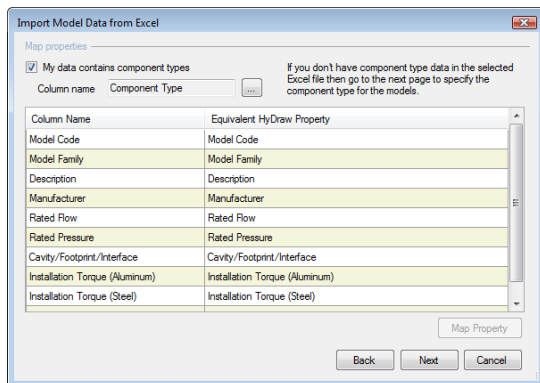 Import Model Data from Excel
Map properties
My data contains component types
Column name Component Type ...
If you don't have component type data in the selected
Excel file then go to the next page to specify the
component type for the models.
Column Name Equivalent HyDraw Property
Model Code Model Code
Model Family Model Family
Description Description
Manufacturer Manufacturer
Rated Flow Rated Flow
Rated Pressure Rated Pressure
Cavity/Footprint/Interface Cavity/Footprint/Interface
Installation Torque (Aluminum) Installation Torque (Aluminum)
Installation Torque (Steel) Installation Torque (Steel)
Map Property
Back Next Cancel